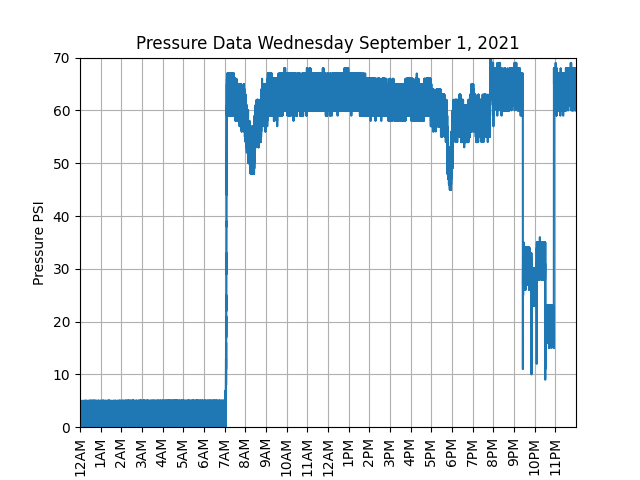 Pressure Data Wednesday September 1, 2021
Pressure PSI
70
60
50
40
30
20
10
0
12AM
1AM
2AM
3AM
4AM
5AM
6AM
7AM
8AM
9AM
10AM
11AM
12AM
1PM
2PM
3PM
4PM
5PM
6PM
7PM
8PM
9PM
10PM
11PM